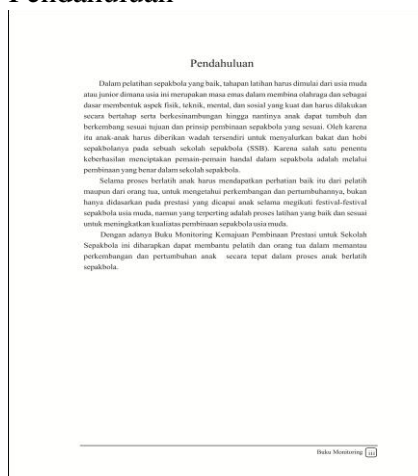 Pendahuluan
Pendahuluan
Dalam pelatihan sepakbola yang baik, tahapan latihan harus dimulai dari usia muda
atau junior dimana usia ini merupakan masa emas dalam membina olahraga dan sebagai
dasar membentuk aspek fisik, teknik, mental, dan sosial yang kuat dan harus dilakukan
secara bertahap serta berkesinambungan hingga nantinya anak dapat tumbuh dan
berkembang sesuai tujuan dan prinsip pembinaan sepakbola yang sesuai. Oleh karena
itu anak-anak harus diberikan wadah tersendiri untuk menyalurkan bakat dan hobi
sepakbolanya pada sebuah sekolah sepakbola (SSB). Karena salah satu penentu
keberhasilan menciptakan pemain-pemain handal dalam sepakbola adalah melalui
pembinaan yang benar dalam sekolah sepakbola.
Selama proses berlatih anak harus mendapatkan perhatian baik itu dari pelatih
maupun dari orang tua, untuk mengetahui perkembangan dan pertumbuhannya, bukan
hanya didasarkan pada prestasi yang dicapai anak selama megikuti festival-festival
sepakbola usia muda, namun yang terperting adalah proses latihan yang baik dan sesuai
untuk meningkatkan kualiatas pembinaan sepakbola usia muda.
Dengan adanya Buku Monitoring Kemajuan Pembinaan Prestasi untuk Sekolah
Sepakbola ini diharapkan dapat membantu pelatih dan orang tua dalam memantau
perkembangan dan pertumbuhan anak secara tepat dalam proses anak berlatih
sepakbola.
Buku Monitoring iii